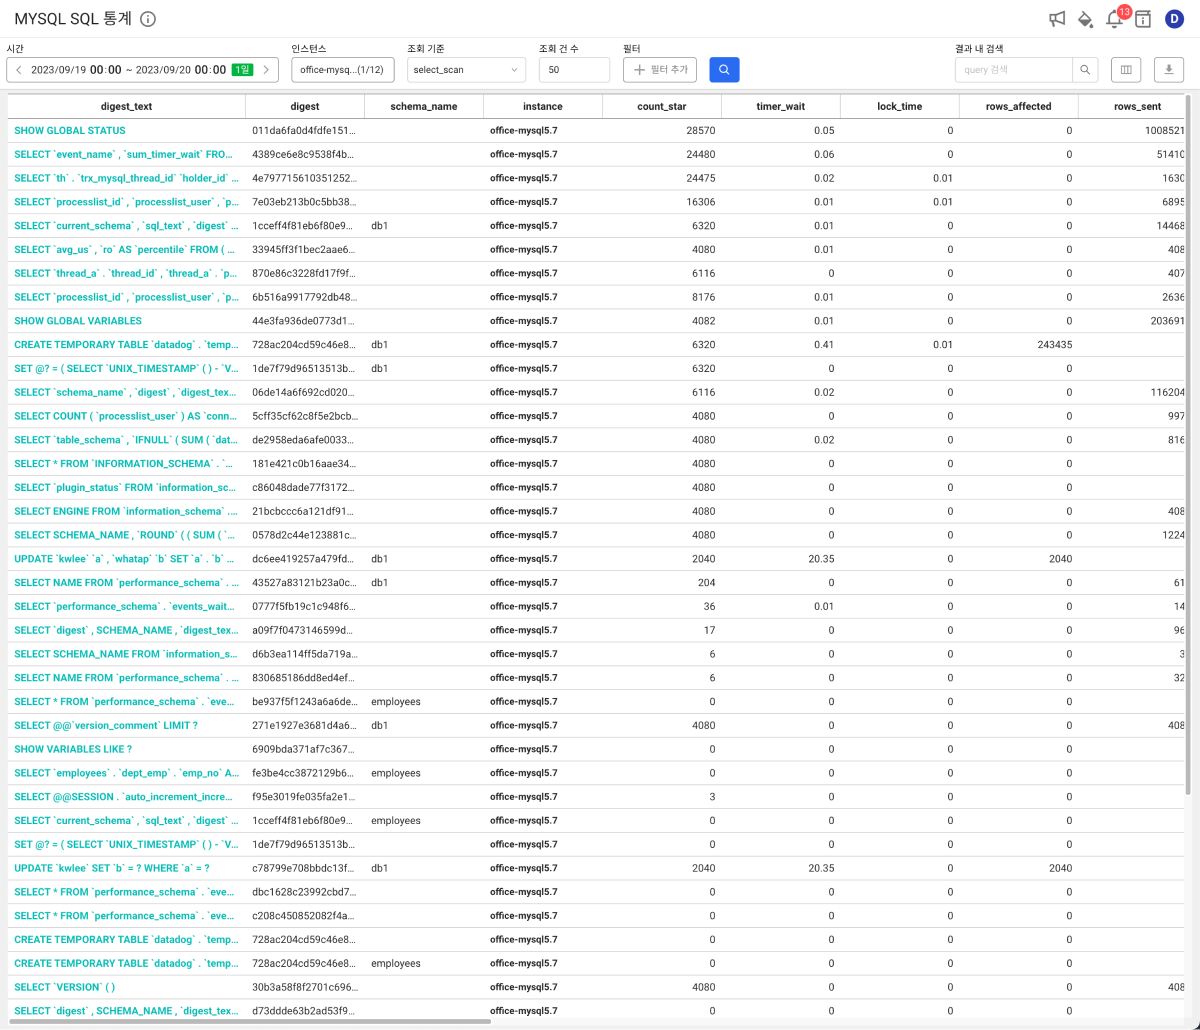 MYSQL SQL 통계
13
D
시간 인스턴스 조회 기준 조회 건 수 필터 결과 내 검색
2023/09/19 00:00 ~ 2023/09/20 00:00 1일 office-mysq...(1/12) select_scan 50 필터 추가 query 검색
digest_text digest schema_name instance count_star timer_wait lock_time rows_affected rows_sent
SHOW GLOBAL STATUS 011da6fa0d4fdfe151... office-mysql5.7 28570 0.05 0 0 1008521
SELECT `event_name` , `sum_timer_wait` FRO... 4389ce6e8c9538f4b... office-mysql5.7 24480 0.06 0 0 51410
SELECT `th` . `trx_mysql_thread_id` `holder_id` ... 4e797715610351252... office-mysql5.7 24475 0.02 0.01 0 1630
SELECT `processlist_id` , `processlist_user` , `p... 7e03eb213b0c5bb38... office-mysql5.7 16306 0.01 0.01 0 6895
SELECT `current_schema` , `sql_text` , `digest` ... 1cceff4f81eb6f80e9... db1 office-mysql5.7 6320 0.01 0 0 14468
SELECT `avg_us` , `ro` AS `percentile` FROM ( ... 33945ff3f1bec2aae6... office-mysql5.7 4080 0.01 0 0 408
SELECT `thread_a` . `thread_id` , `thread_a` . `p... 870e86c3228fd17f9f... office-mysql5.7 6116 0 0 0 407
SELECT `processlist_id` , `processlist_user` , `p... 6b516a9917792db48... office-mysql5.7 8176 0.01 0 0 2636
SHOW GLOBAL VARIABLES 44e3fa936de0773d1... office-mysql5.7 4082 0.01 0 0 203691
CREATE TEMPORARY TABLE `datadog` . `temp... 728ac204cd59c46e8... db1 office-mysql5.7 6320 0.41 0.01 243435
SET @? = ( SELECT `UNIX_TIMESTAMP` ( ) - `V... 1de7f79d96513513b... db1 office-mysql5.7 6320 0 0 0
SELECT `schema_name` , `digest` , `digest_tex... 06de14a6f692cd020... office-mysql5.7 6116 0.02 0 0 116204
SELECT COUNT ( `processlist_user` ) AS `conn... 5cff35cf62c8f5e2bcb... office-mysql5.7 4080 0 0 0 997
SELECT `table_schema` , `IFNULL` ( SUM ( `dat... de2958eda6afe0033... office-mysql5.7 4080 0.02 0 0 816
SELECT * FROM `INFORMATION_SCHEMA` . `... 181e421c0b16aae34... office-mysql5.7 4080 0 0 0
SELECT `plugin_status` FROM `information_sc... c86048dade77f3172... office-mysql5.7 4080 0 0 0
SELECT ENGINE FROM `information_schema` .... 21bcbccc6a121df91... office-mysql5.7 4080 0 0 0 408
SELECT SCHEMA_NAME , `ROUND` ( ( SUM ( `... 0578d2c44e123881c... office-mysql5.7 4080 0 0 0 1224
UPDATE `kwlee` `a` , `whatap` `b` SET `a` . `b` ... dc6ee419257a479fd... db1 office-mysql5.7 2040 20.35 0 2040
SELECT NAME FROM `performance_schema` . ... 43527a83121b23a0c... db1 office-mysql5.7 204 0 0 0 61
SELECT `performance_schema` . `events_wait... 0777f5fb19c1c948f6... office-mysql5.7 36 0.01 0 0 14
SELECT `digest` , SCHEMA_NAME , `digest_tex... a09f7f0473146599d... office-mysql5.7 17 0 0 0 96
SELECT SCHEMA_NAME FROM `information_s... d6b3ea114ff5da719a... office-mysql5.7 6 0 0 0 3
SELECT NAME FROM `performance_schema` . ... 830685186dd8ed4ef... office-mysql5.7 6 0 0 0 32
SELECT * FROM `performance_schema` . `eve... be937f5f1243a6a6de... employees office-mysql5.7 0 0 0 0
SELECT @@`version_comment` LIMIT ? 271e1927e3681d4a6... db1 office-mysql5.7 4080 0 0 0 408
SHOW VARIABLES LIKE ? 6909bda371af7c367... office-mysql5.7 0 0 0 0
SELECT `employees` . `dept_emp` . `emp_no` A... fe3be4cc3872129b6... employees office-mysql5.7 0 0 0 0
SELECT @@SESSION . `auto_increment_incre... f95e3019fe035fa2e1... office-mysql5.7 3 0 0 0
SELECT `current_schema` , `sql_text` , `digest` ... 1cceff4f81eb6f80e9... employees office-mysql5.7 0 0 0 0
SET @? = ( SELECT `UNIX_TIMESTAMP` ( ) - `V... 1de7f79d96513513b... office-mysql5.7 0 0 0 0
UPDATE `kwlee` SET `b` = ? WHERE `a` = ? c78799e708bbdc13f... db1 office-mysql5.7 2040 20.35 0 2040
SELECT * FROM `performance_schema` . `eve... dbc1628c23992cbd7... office-mysql5.7 0 0 0 0
SELECT * FROM `performance_schema` . `eve... c208c450852082f4a... office-mysql5.7 0 0 0 0
CREATE TEMPORARY TABLE `datadog` . `temp... 728ac204cd59c46e8... office-mysql5.7 0 0 0 0
CREATE TEMPORARY TABLE `datadog` . `temp... 728ac204cd59c46e8... employees office-mysql5.7 0 0 0 0
SELECT `VERSION` ( ) 30b3a58f8f2701c696... office-mysql5.7 4080 0 0 0 408
SELECT `digest` , SCHEMA_NAME , `digest_tex... d73ddde63b2ad53f9... office-mysql5.7 0 0 0 0